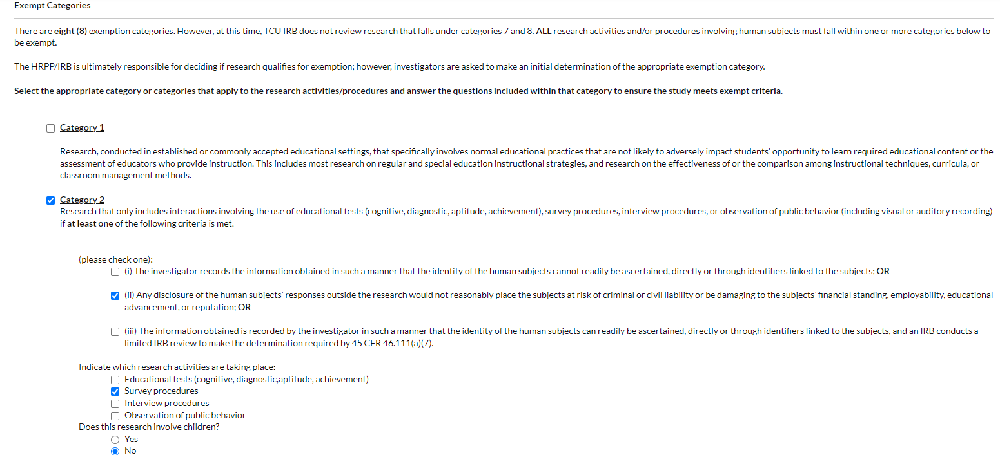 Exempt Categories
There are eight (8) exemption categories. However, at this time, TCU IRB does not review research that falls under categories 7 and 8. ALL research activities and/or procedures involving human subjects must fall within one or more categories below to
be exempt.
The HRPP/IRB is ultimately responsible for deciding if research qualifies for exemption; however, investigators are asked to make an initial determination of the appropriate exemption category.
Select the appropriate category or categories that apply to the research activities/procedures and answer the questions included within that category to ensure the study meets exempt criteria.
Category 1
Research, conducted in established or commonly accepted educational settings, that specifically involves normal educational practices that are not likely to adversely impact students' opportunity to learn required educational content or the
assessment of educators who provide instruction. This includes most research on regular and special education instructional strategies, and research on the effectiveness of or the comparison among instructional techniques, curricula, or
classroom management methods.
Category 2
Research that only includes interactions involving the use of educational tests (cognitive, diagnostic, aptitude, achievement), survey procedures, interview procedures, or observation of public behavior (including visual or auditory recording)
if at least one of the following criteria is met.
(please check one):
(i) The investigator records the information obtained in such a manner that the identity of the human subjects cannot readily be ascertained, directly or through identifiers linked to the subjects; OR
(ii) Any disclosure of the human subjects' responses outside the research would not reasonably place the subjects at risk of criminal or civil liability or be damaging to the subjects' financial standing, employability, educational
advancement, or reputation; OR
(iii) The information obtained is recorded by the investigator in such a manner that the identity of the human subjects can readily be ascertained, directly or through identifiers linked to the subjects, and an IRB conducts a
limited IRB review to make the determination required by 45 CFR 46.111(a)(7).
Indicate which research activities are taking place:
Educational tests (cognitive, diagnostic,aptitude, achievement)
Survey procedures
Interview procedures
Observation of public behavior
Does this research involve children?
Yes
No